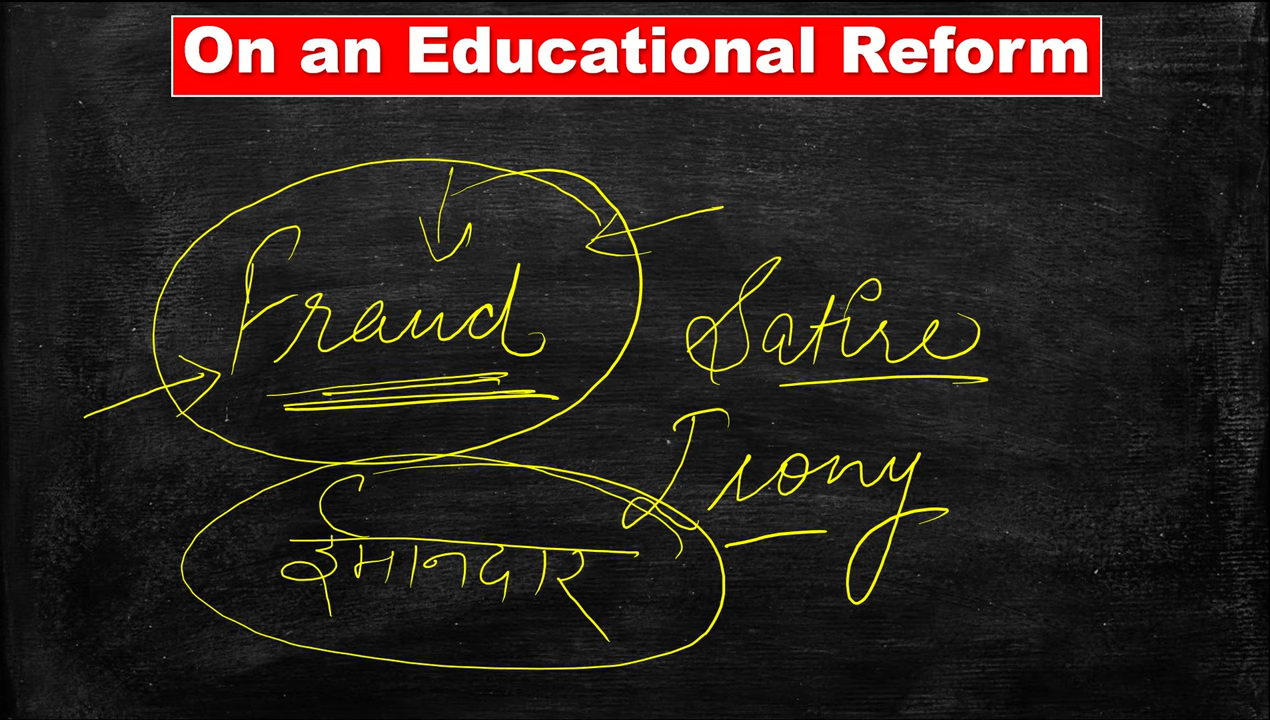 On an Educational Reform
Fraud
Satire
Irony
ईमानदार